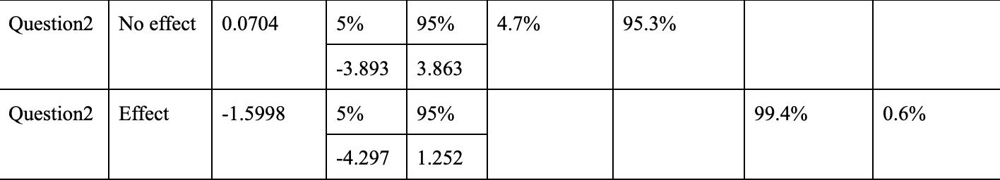 Question2 No effect 0.0704 5% 95% 4.7% 95.3%
-3.893 3.863
Question2 Effect -1.5998 5% 95% 99.4% 0.6%
-4.297 1.252